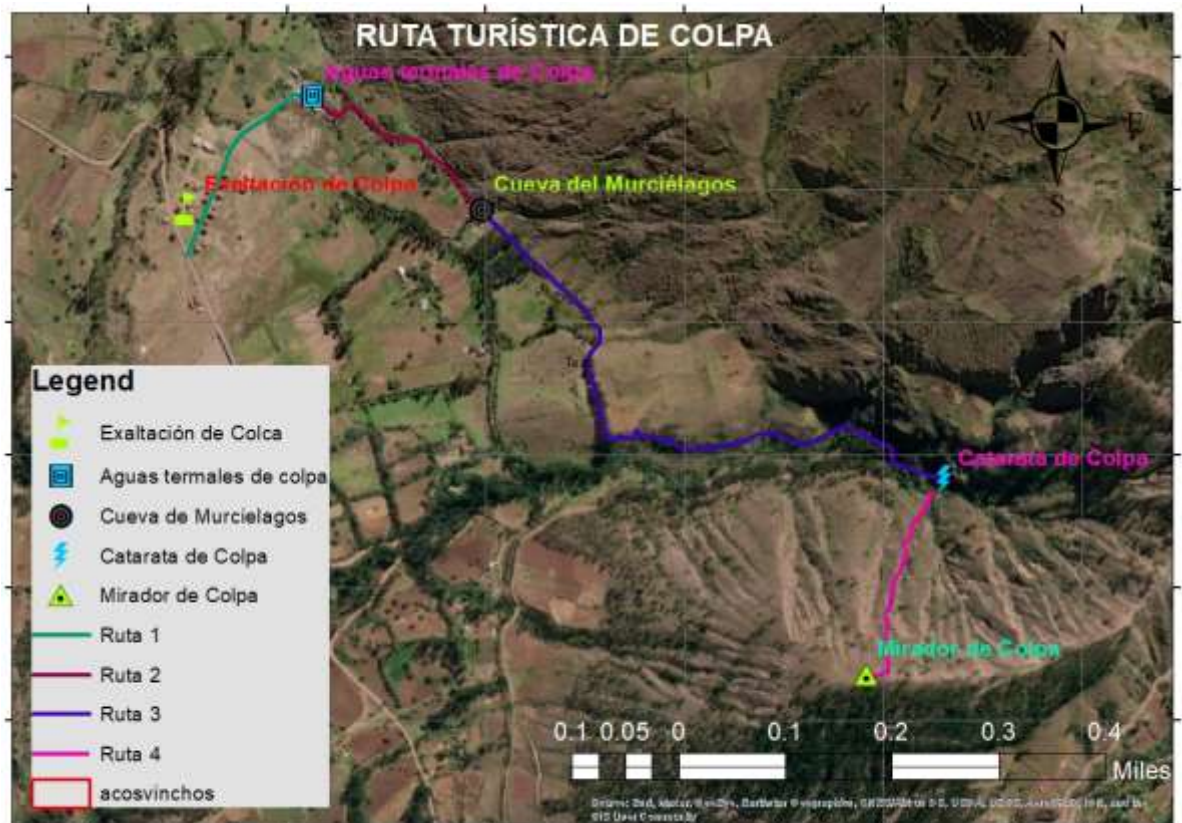 RUTA TURÍSTICA DE COLPA
Aguas termales de Colpa
N
W E
S
Exaltación de Colpa
Cueva del Murciélagos
Legend
Exaltación de Colca
Aguas termales de colpa
Cueva de Murcielagos
Catarata de Colpa
Mirador de Colpa
Ruta 1
Ruta 2
Ruta 3
Ruta 4
acosvinchos
Catarata de Colpa
Mirador de Colpa
0.1 0.05 0 0.1 0.2 0.3 0.4
Miles